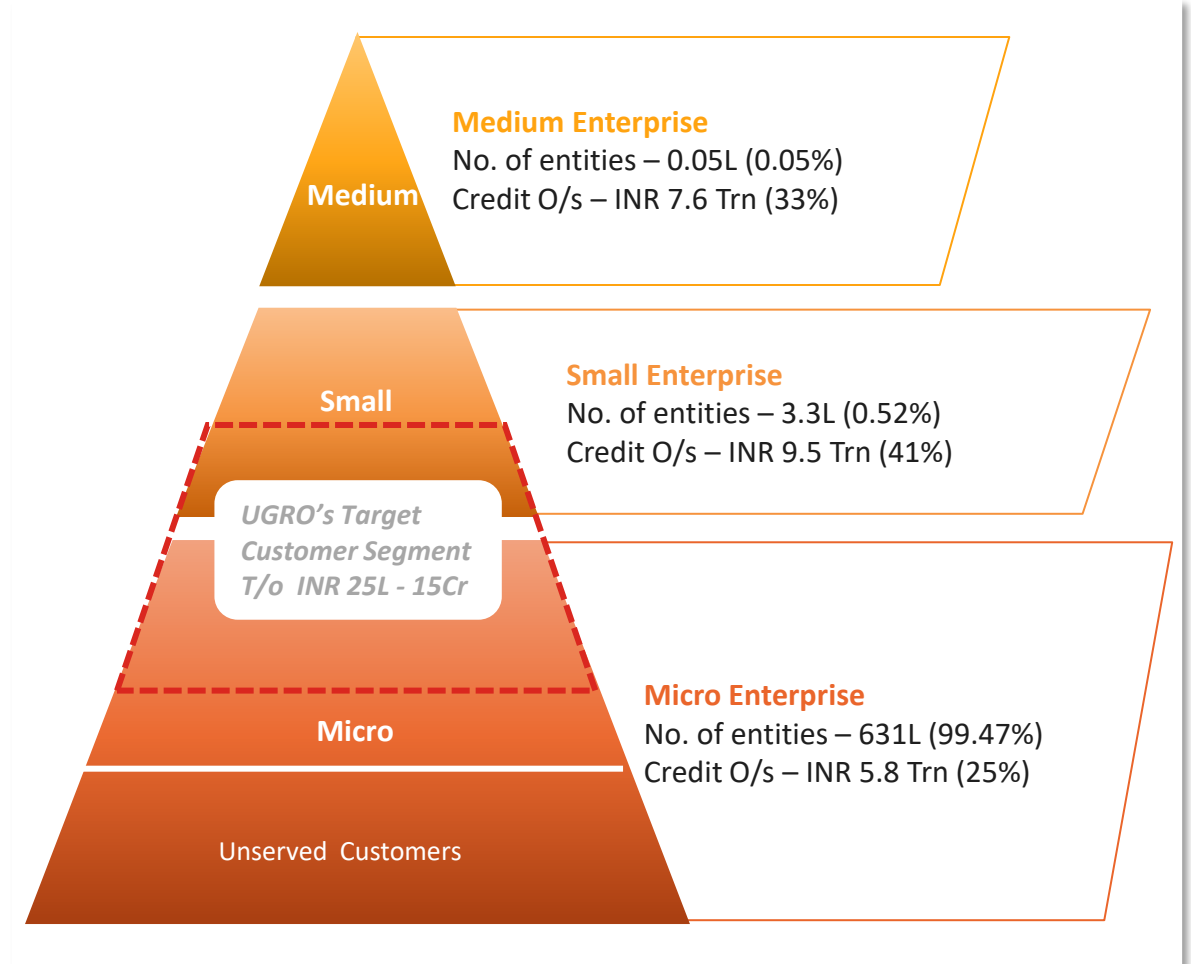 Medium
Medium Enterprise
No. of entities – 0.05L (0.05%)
Credit O/s – INR 7.6 Trn (33%)
Small
Small Enterprise
No. of entities – 3.3L (0.52%)
Credit O/s – INR 9.5 Trn (41%)
UGRO’s Target
Customer Segment
T/o INR 25L - 15Cr
Micro
Micro Enterprise
No. of entities – 631L (99.47%)
Credit O/s – INR 5.8 Trn (25%)
Unserved Customers